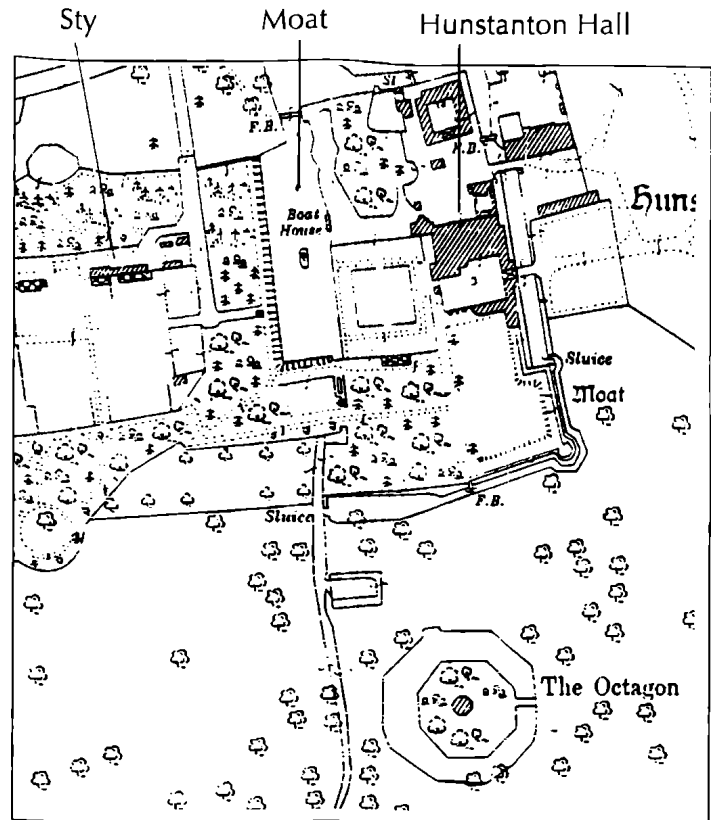 Sty
Moat
Hunstanton Hall
F.B.
Boat
House
Huns
Sluice
Moat
F.B.
Sluice
The Octagon